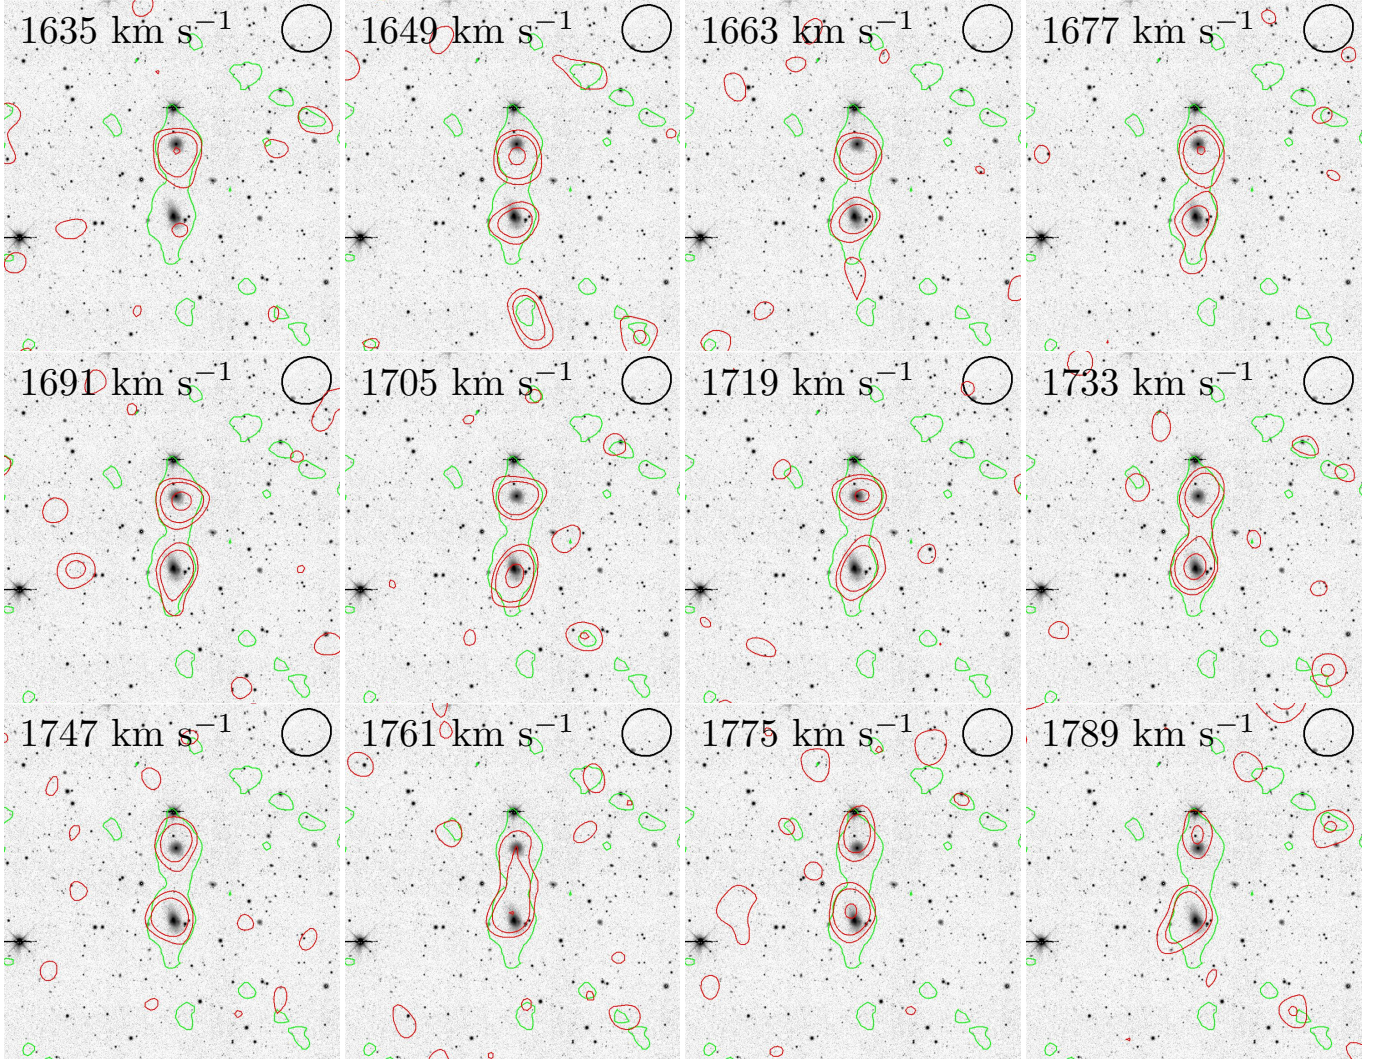 1635 km s⁻¹
1649 km s⁻¹
1663 km s⁻¹
1677 km s⁻¹
1691 km s⁻¹
1705 km s⁻¹
1719 km s⁻¹
1733 km s⁻¹
1747 km s⁻¹
1761 km s⁻¹
1775 km s⁻¹
1789 km s⁻¹